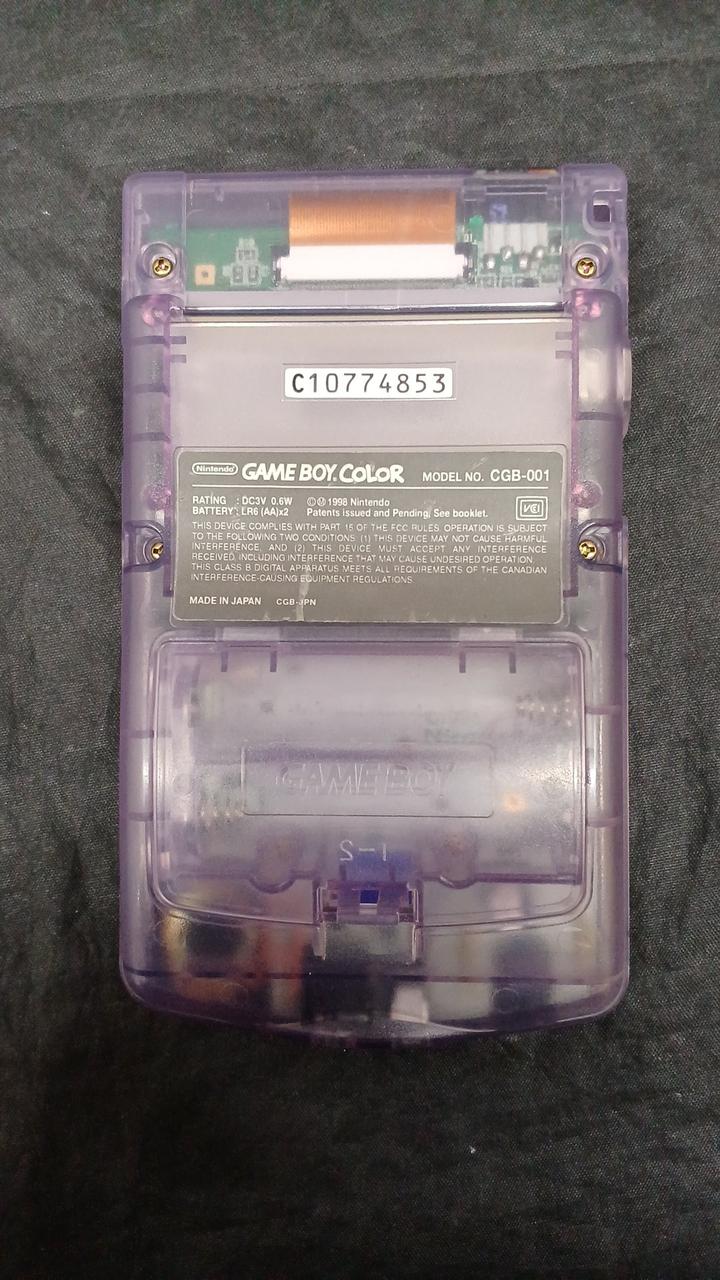 C10774853
Nintendo GAME BOY COLOR MODEL NO. CGB-001
RATING : DC3V 0.6W ©Ⓜ 1998 Nintendo
BATTERY : LR6 (AA)x2 Patents issued and Pending, See booklet.
VCI
THIS DEVICE COMPLIES WITH PART 15 OF THE FCC RULES. OPERATION IS SUBJECT
TO THE FOLLOWING TWO CONDITIONS (1) THIS DEVICE MAY NOT CAUSE HARMFUL
INTERFERENCE, AND (2) THIS DEVICE MUST ACCEPT ANY INTERFERENCE
RECEIVED, INCLUDING INTERFERENCE THAT MAY CAUSE UNDESIRED OPERATION.
THIS CLASS B DIGITAL APPARATUS MEETS ALL REQUIREMENTS OF THE CANADIAN
INTERFERENCE-CAUSING EQUIPMENT REGULATIONS.
MADE IN JAPAN CGB-JPN
GAME BOY